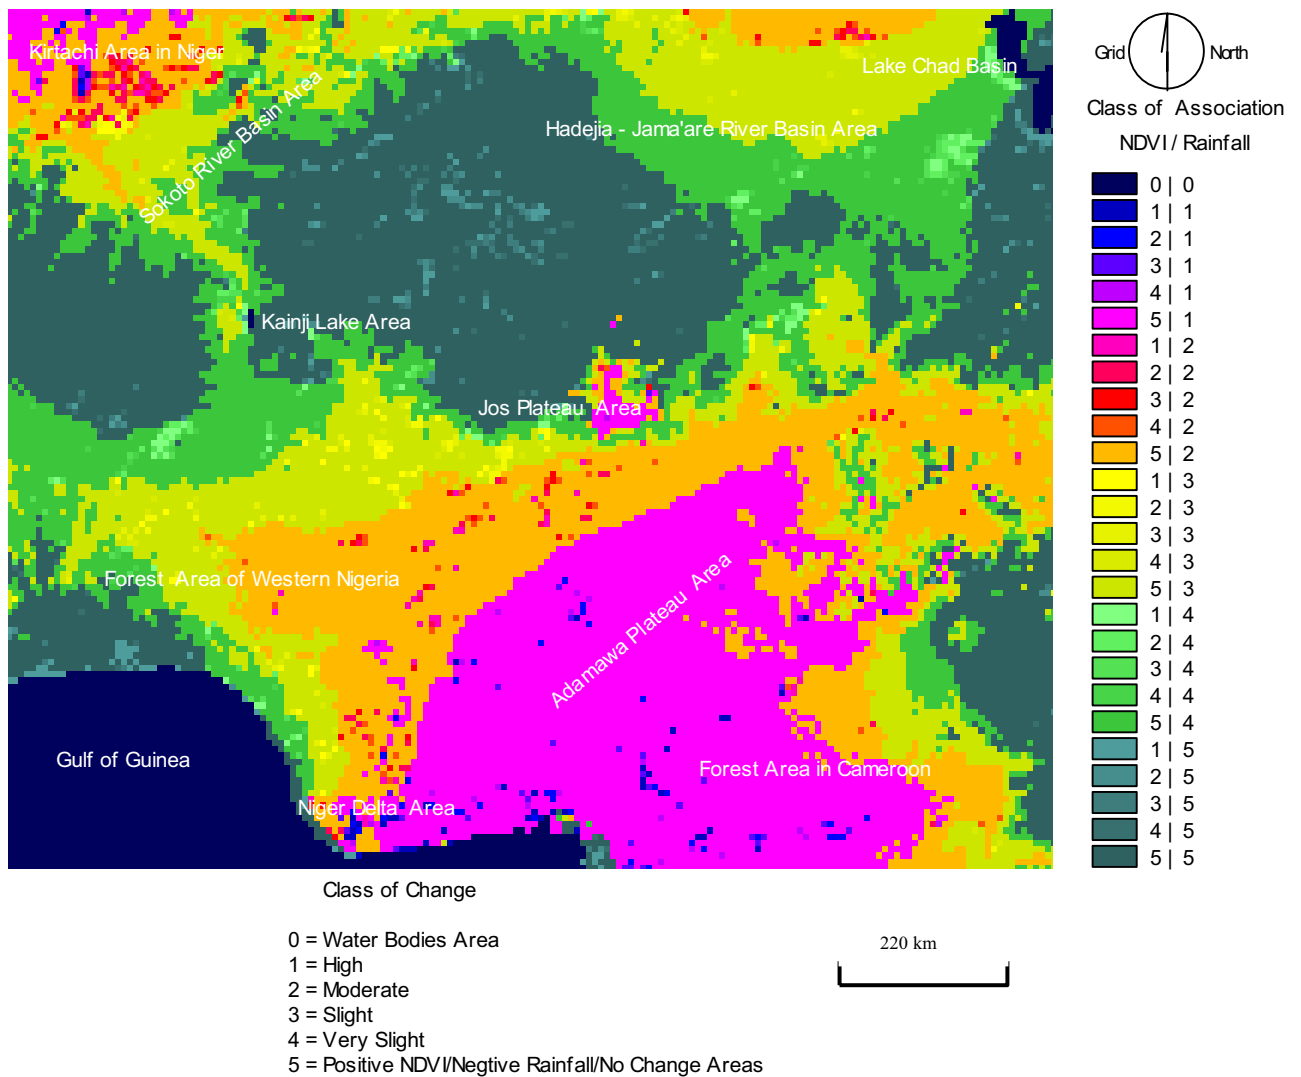 Kirtachi Area in Niger
Sokoto River Basin Area
Lake Chad Basin
Hadejia - Jama'are River Basin Area
Kainji Lake Area
Jos Plateau Area
Forest Area of Western Nigeria
Adamawa Plateau Area
Gulf of Guinea
Forest Area in Cameroon
Niger Delta Area
Grid North
Class of Association
NDVI / Rainfall
0 | 0
1 | 1
2 | 1
3 | 1
4 | 1
5 | 1
1 | 2
2 | 2
3 | 2
4 | 2
5 | 2
1 | 3
2 | 3
3 | 3
4 | 3
5 | 3
1 | 4
2 | 4
3 | 4
4 | 4
5 | 4
1 | 5
2 | 5
3 | 5
4 | 5
5 | 5
Class of Change
0 = Water Bodies Area
1 = High
2 = Moderate
3 = Slight
4 = Very Slight
5 = Positive NDVI/Negtive Rainfall/No Change Areas
220 km